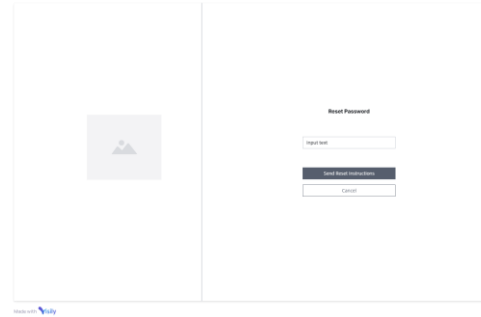 Reset Password
Input text
Send Reset Instructions
Cancel
Made with Visily